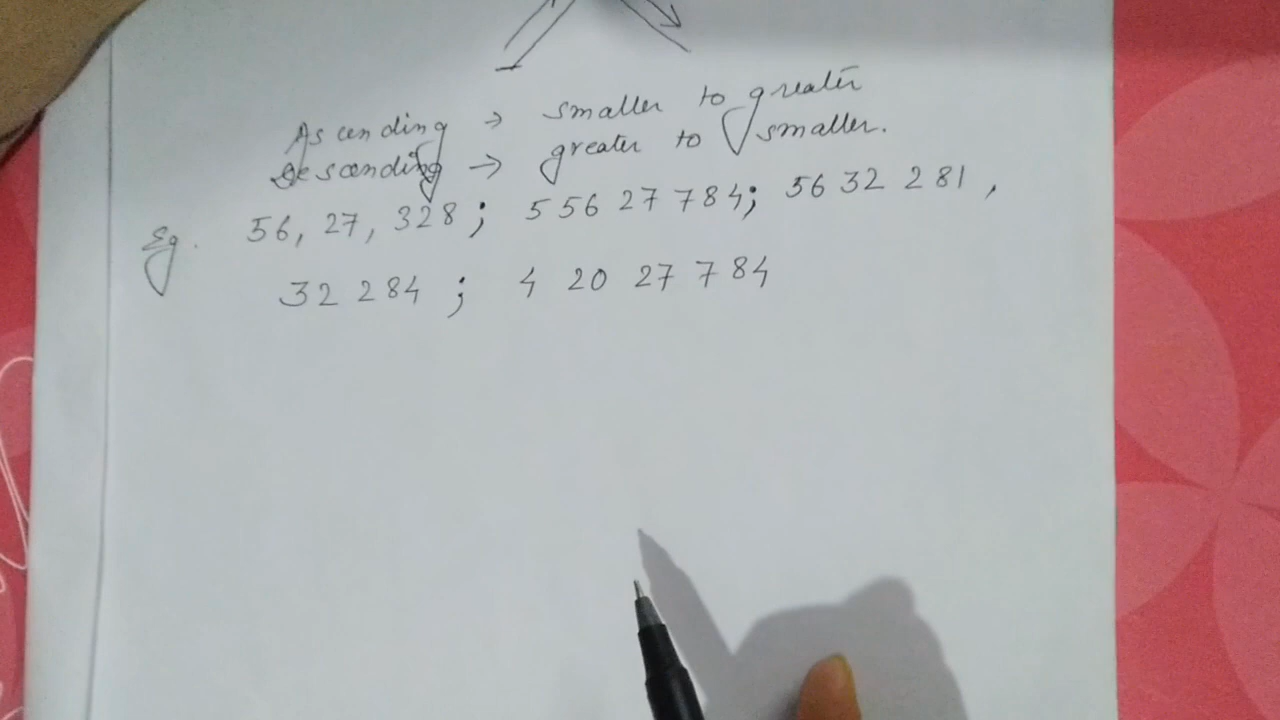 Ascending → smaller to greater
Descending → greater to smaller.
Eg. 56, 27, 328 ; 5 56 27 784; 56 32 281 ,
32 284 ; 4 20 27 784